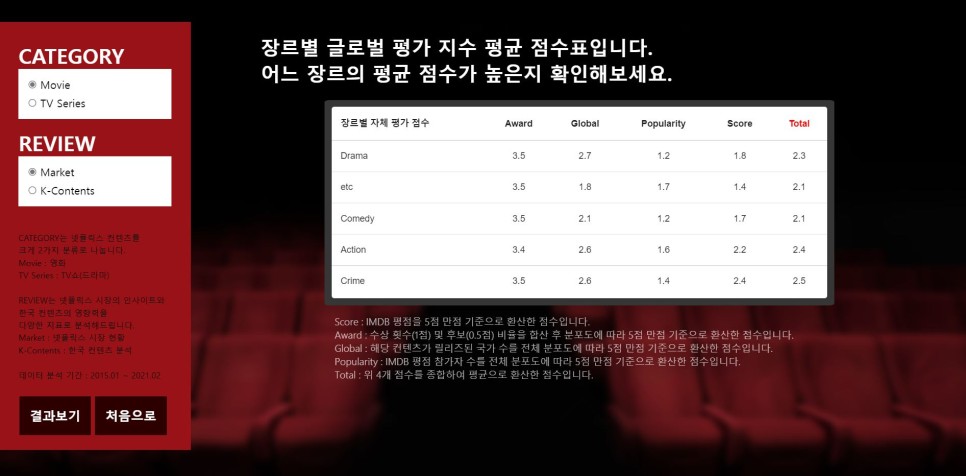 CATEGORY
Movie
TV Series
REVIEW
Market
K-Contents
CATEGORY는 넷플릭스 컨텐츠를
크게 2가지 분류로 나눕니다.
Movie : 영화
TV Series : TV쇼(드라마)
REVIEW는 넷플릭스 시장의 인사이트와
한국 컨텐츠의 영향력을
다양한 지표로 분석해드립니다.
Market : 넷플릭스 시장 현황
K-Contents : 한국 컨텐츠 분석
데이터 분석 기간 : 2015.01 ~ 2021.02
결과보기 처음으로
장르별 글로벌 평가 지수 평균 점수표입니다.
어느 장르의 평균 점수가 높은지 확인해보세요.
장르별 자체 평가 점수 Award Global Popularity Score Total
Drama 3.5 2.7 1.2 1.8 2.3
etc 3.5 1.8 1.7 1.4 2.1
Comedy 3.5 2.1 1.2 1.7 2.1
Action 3.4 2.6 1.6 2.2 2.4
Crime 3.5 2.6 1.4 2.4 2.5
Score : IMDB 평점을 5점 만점 기준으로 환산한 점수입니다.
Award : 수상 횟수(1점) 및 후보(0.5점) 비율을 합산 후 분포도에 따라 5점 만점 기준으로 환산한 점수입니다.
Global : 해당 컨텐츠가 릴리즈된 국가 수를 전체 분포도에 따라 5점 만점 기준으로 환산한 점수입니다.
Popularity : IMDB 평점 참가자 수를 전체 분포도에 따라 5점 만점 기준으로 환산한 점수입니다.
Total : 위 4개 점수를 종합하여 평균으로 환산한 점수입니다.